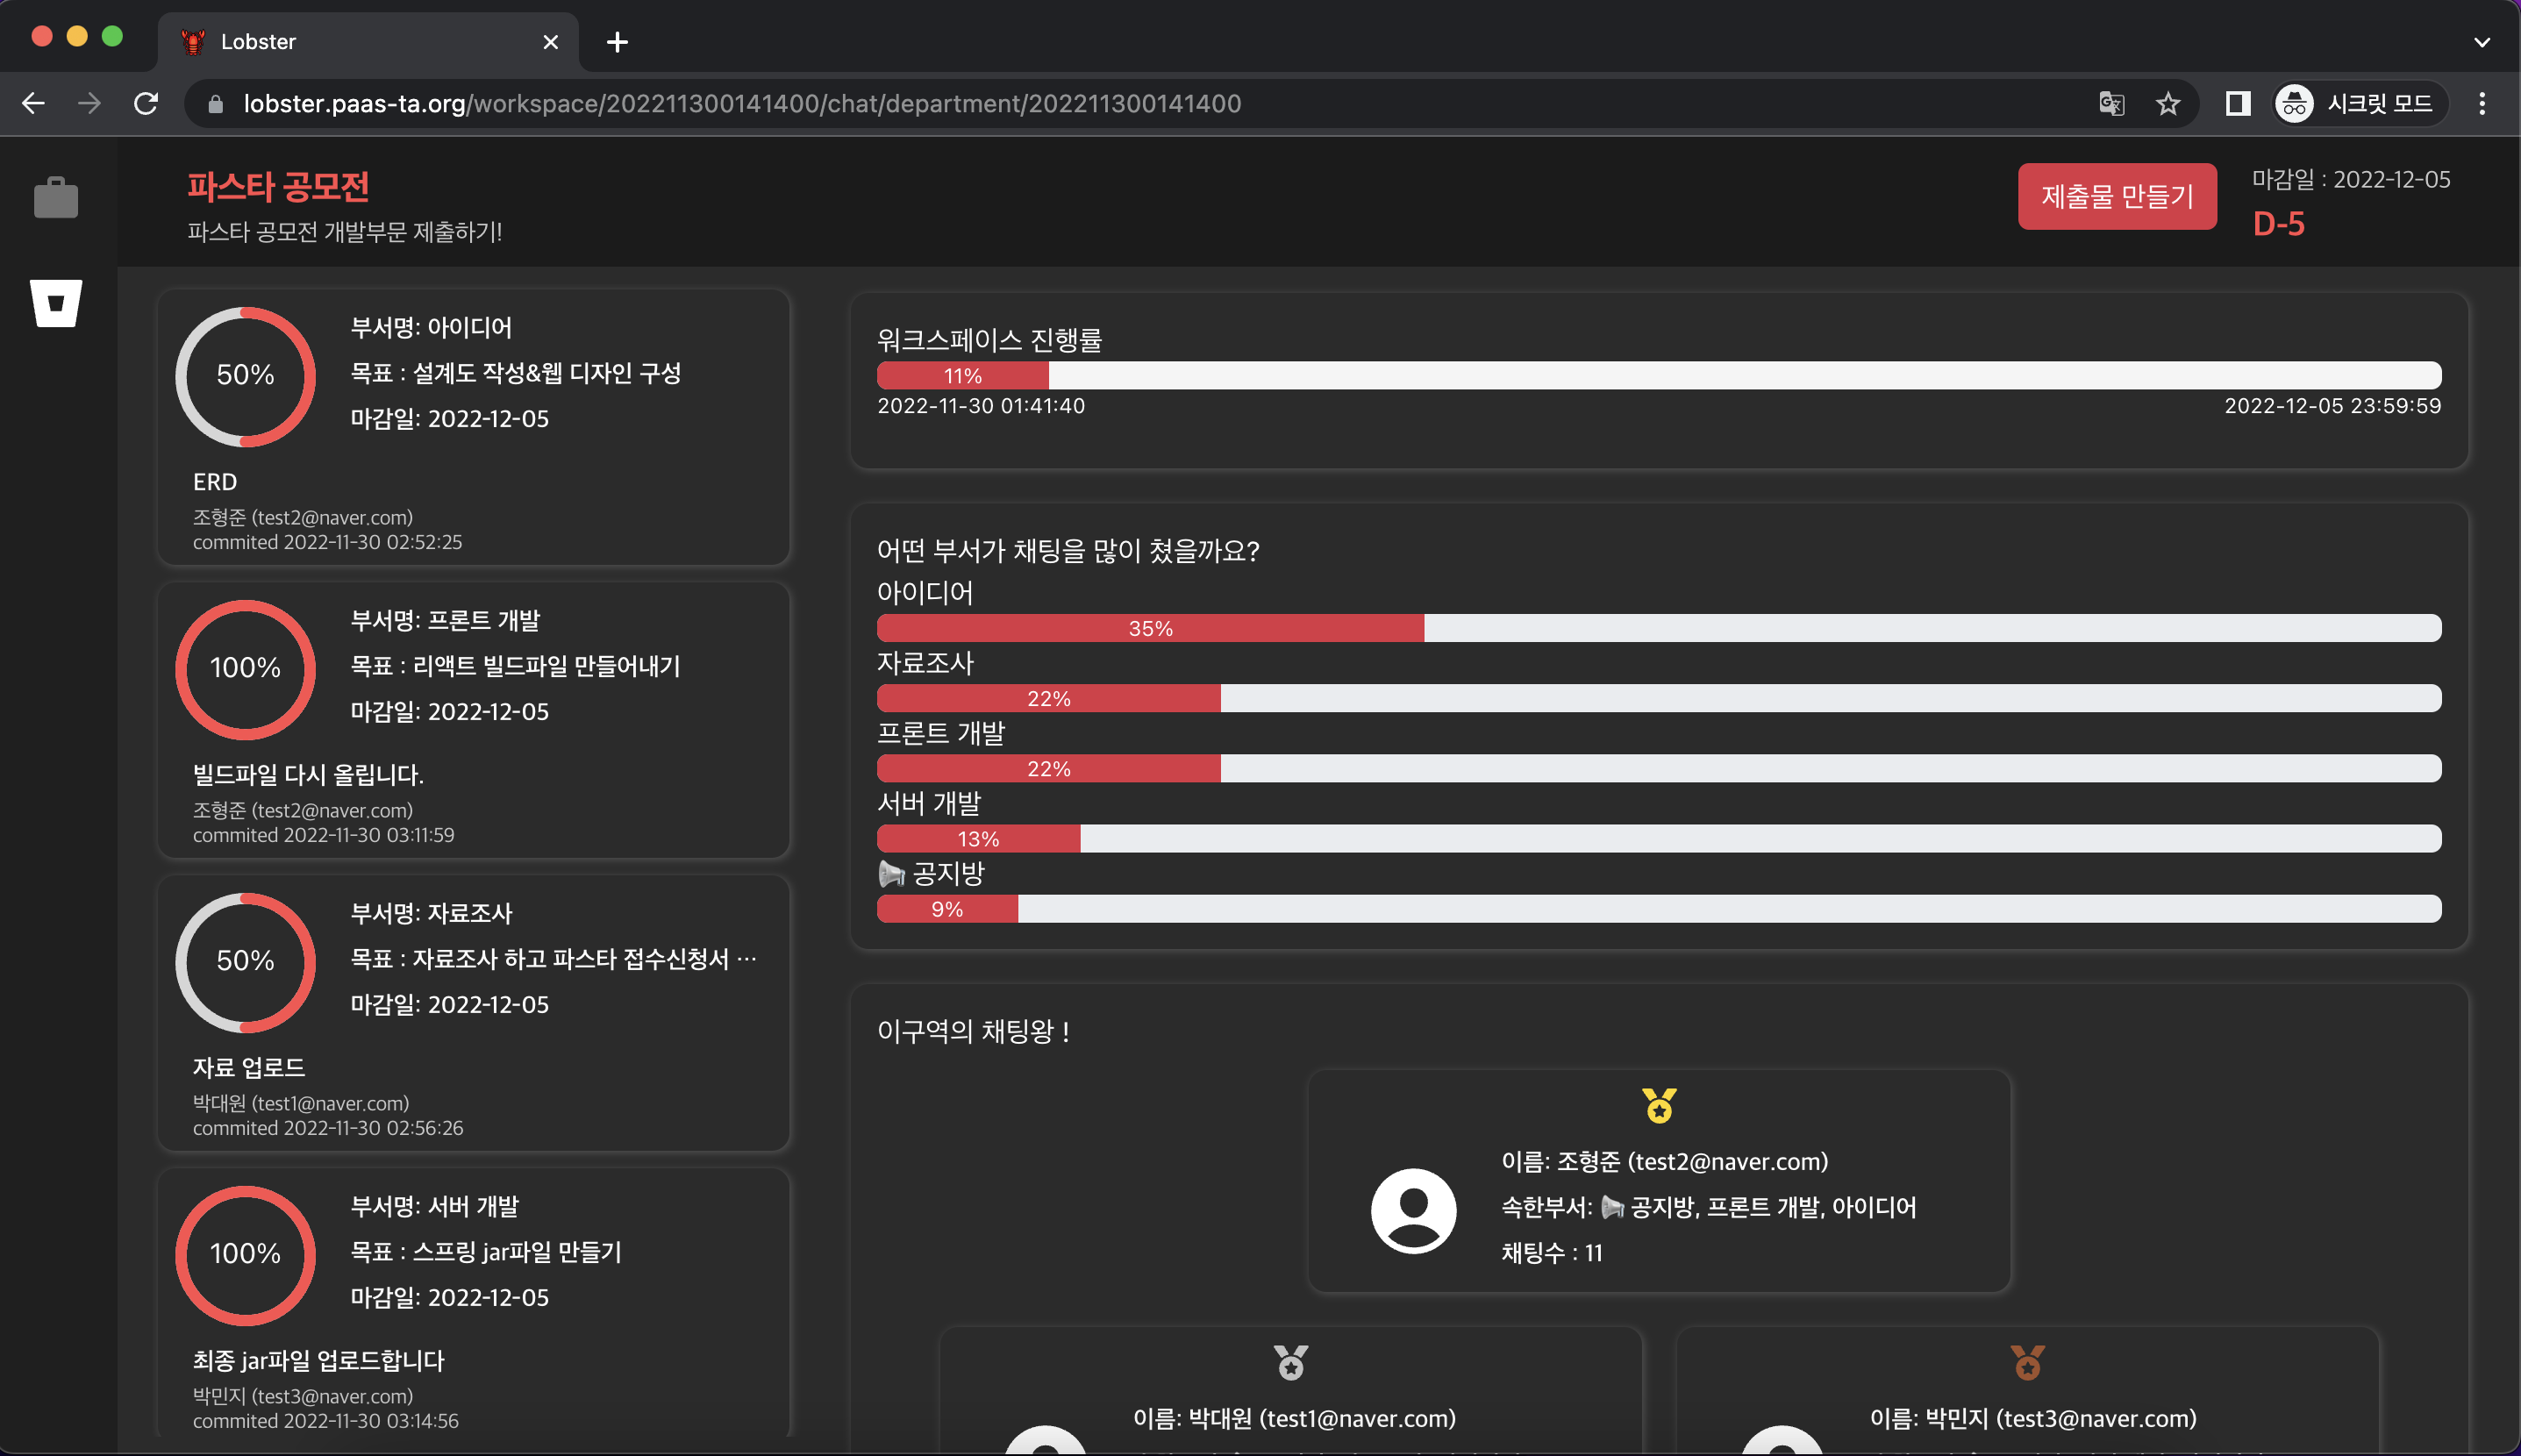 Lobster
lobster.paas-ta.org/workspace/202211300141400/chat/department/202211300141400
시크릿 모드
파스타 공모전
파스타 공모전 개발부문 제출하기!
제출물 만들기
마감일 : 2022-12-05
D-5
50%
부서명: 아이디어
목표 : 설계도 작성&웹 디자인 구성
마감일: 2022-12-05
ERD
조형준 (test2@naver.com)
commited 2022-11-30 02:52:25
100%
부서명: 프론트 개발
목표 : 리액트 빌드파일 만들어내기
마감일: 2022-12-05
빌드파일 다시 올립니다.
조형준 (test2@naver.com)
commited 2022-11-30 03:11:59
50%
부서명: 자료조사
목표 : 자료조사 하고 파스타 접수신청서 …
마감일: 2022-12-05
자료 업로드
박대원 (test1@naver.com)
commited 2022-11-30 02:56:26
100%
부서명: 서버 개발
목표 : 스프링 jar파일 만들기
마감일: 2022-12-05
최종 jar파일 업로드합니다
박민지 (test3@naver.com)
commited 2022-11-30 03:14:56
워크스페이스 진행률
11%
2022-11-30 01:41:40
2022-12-05 23:59:59
어떤 부서가 채팅을 많이 쳤을까요?
아이디어
35%
자료조사
22%
프론트 개발
22%
서버 개발
13%
📢 공지방
9%
이구역의 채팅왕 !
이름: 조형준 (test2@naver.com)
속한부서: 📢 공지방, 프론트 개발, 아이디어
채팅수 : 11
이름: 박대원 (test1@naver.com)
이름: 박민지 (test3@naver.com)